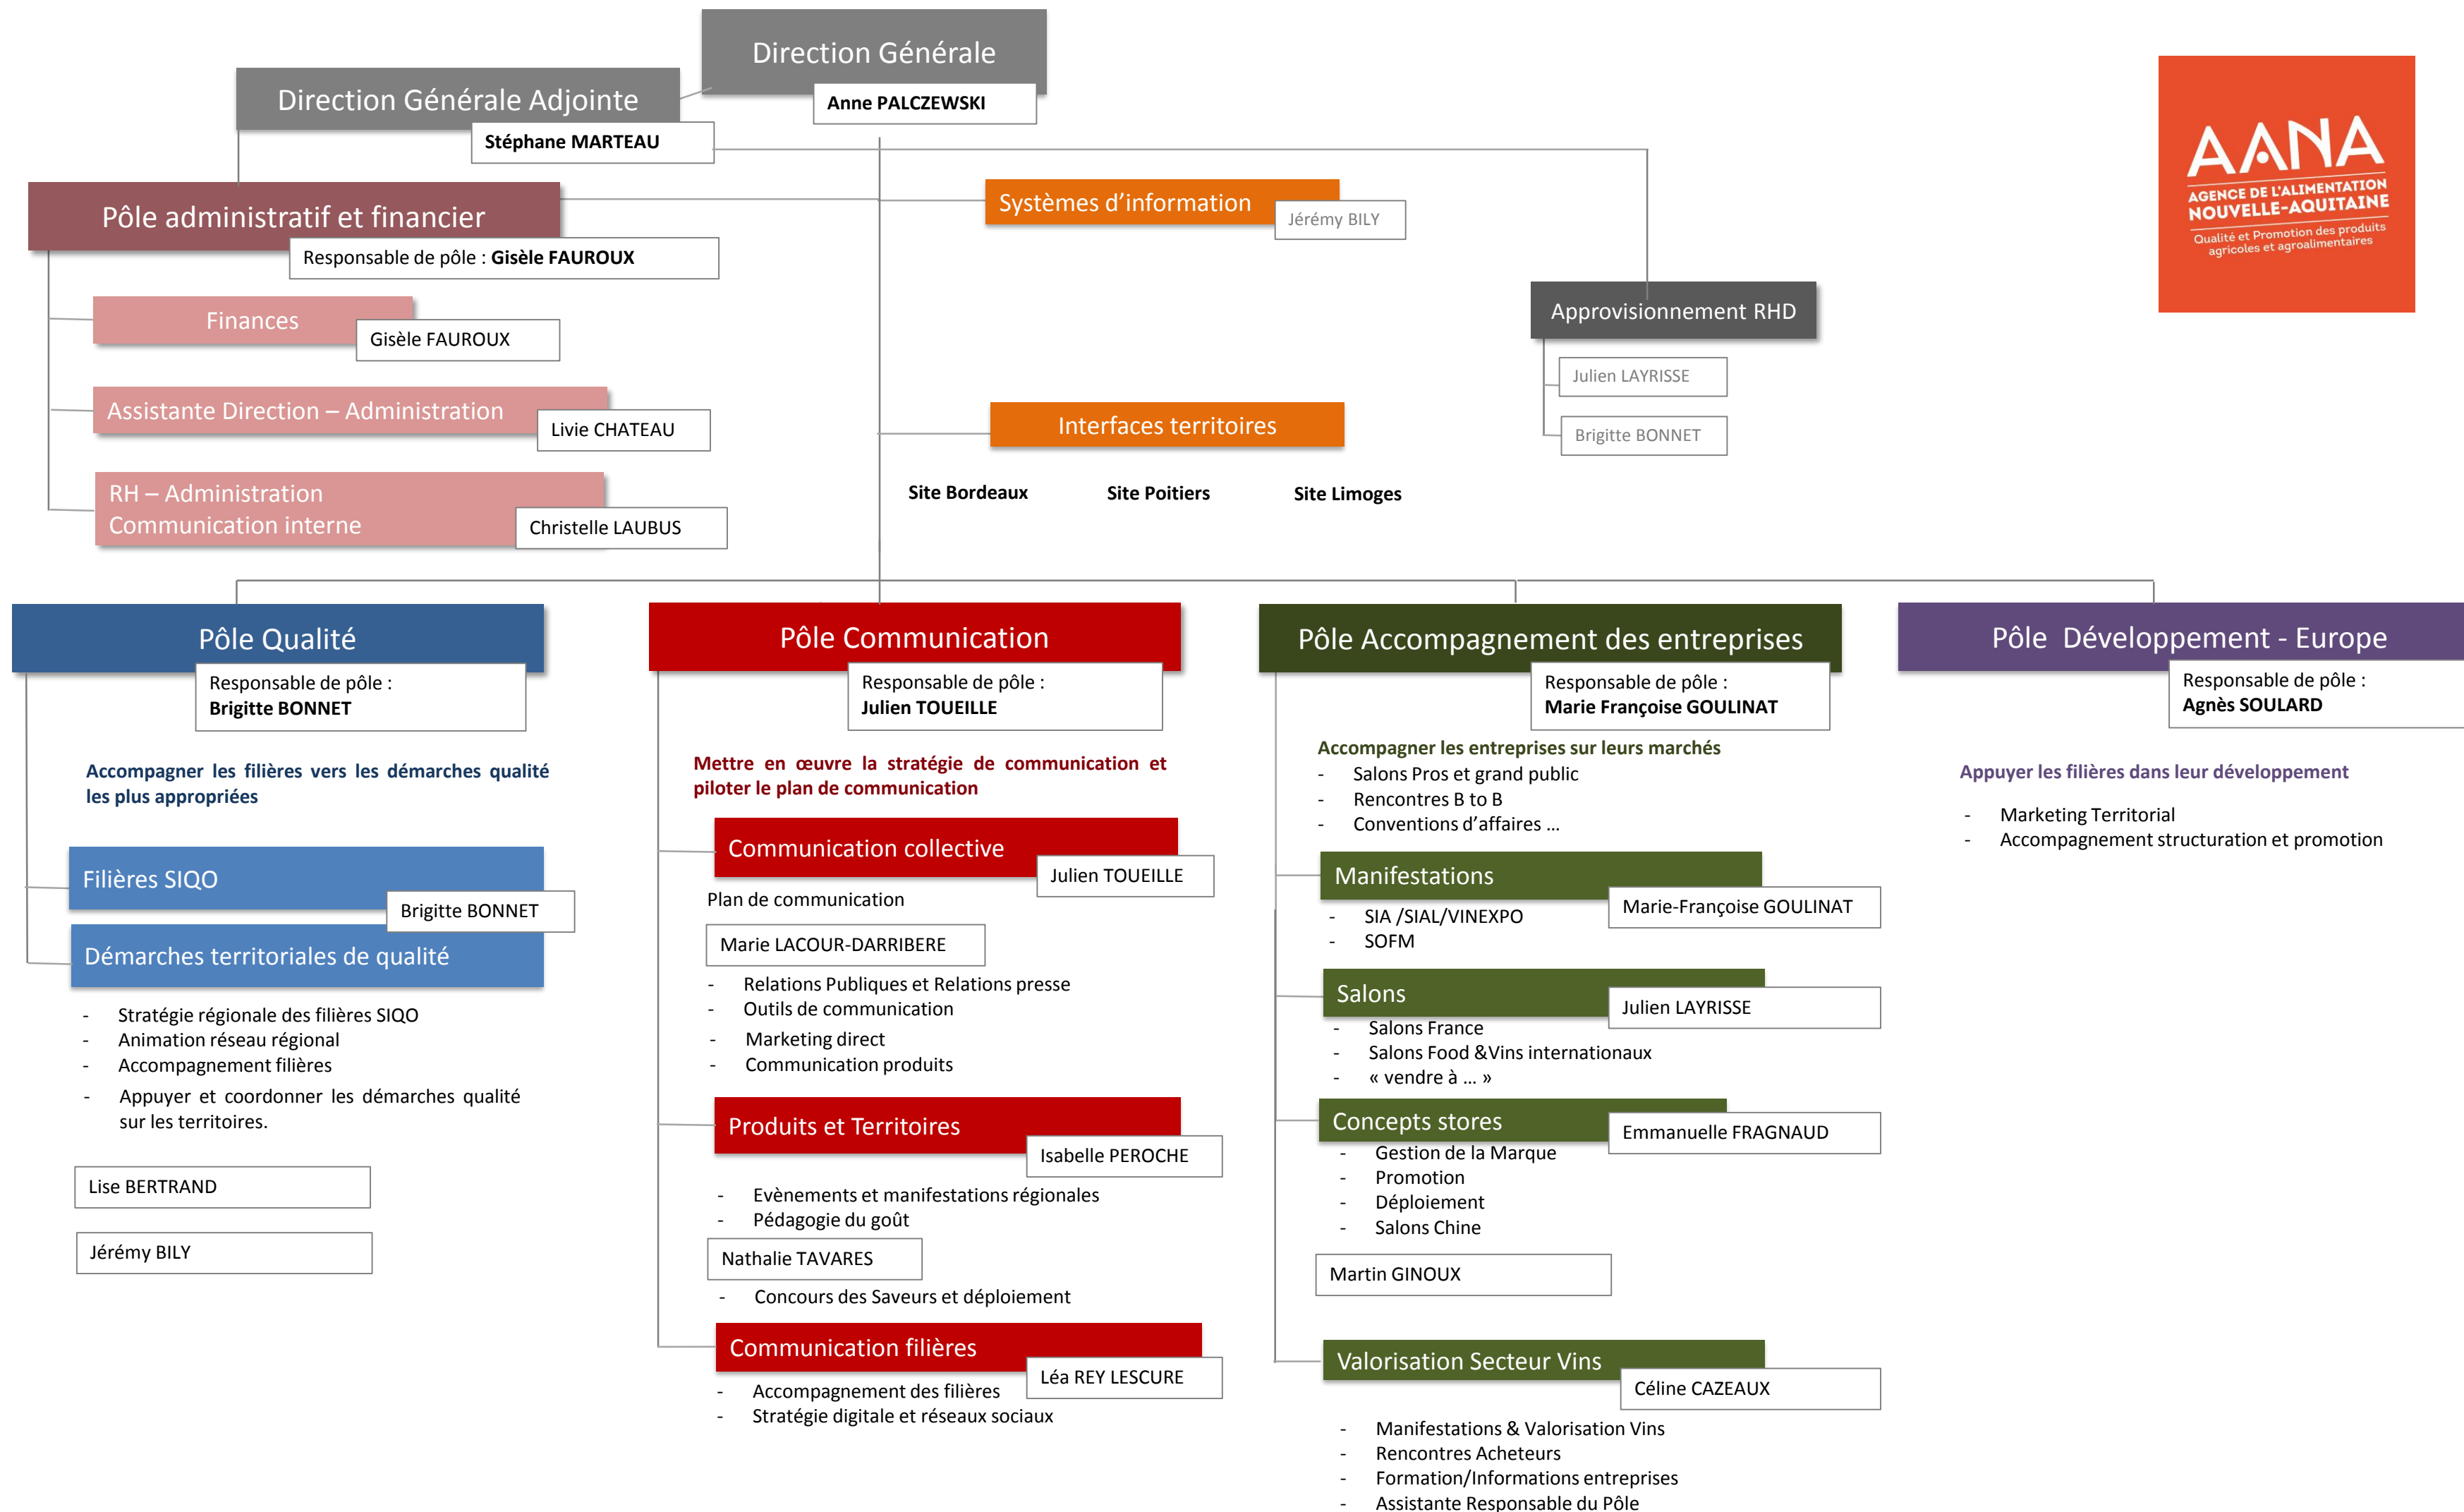 Direction Générale
Anne PALCZEWSKI
Direction Générale Adjointe
Stéphane MARTEAU
AANA
AGENCE DE L'ALIMENTATION
NOUVELLE-AQUITAINE
Qualité et Promotion des produits
agricoles et agroalimentaires
Pôle administratif et financier
Responsable de pôle : Gisèle FAUROUX
Finances
Gisèle FAUROUX
Assistante Direction – Administration
Livie CHATEAU
RH – Administration
Communication interne
Christelle LAUBUS
Systèmes d'information
Jérémy BILY
Interfaces territoires
Site Bordeaux
Site Poitiers
Site Limoges
Approvisionnement RHD
Julien LAYRISSE
Brigitte BONNET
Pôle Qualité
Responsable de pôle :
Brigitte BONNET
Accompagner les filières vers les démarches qualité
les plus appropriées
Filières SIQO
Brigitte BONNET
Démarches territoriales de qualité
- Stratégie régionale des filières SIQO
- Animation réseau régional
- Accompagnement filières
- Appuyer et coordonner les démarches qualité
sur les territoires.
Lise BERTRAND
Jérémy BILY
Pôle Communication
Responsable de pôle :
Julien TOUEILLE
Mettre en œuvre la stratégie de communication et
piloter le plan de communication
Communication collective
Julien TOUEILLE
Plan de communication
Marie LACOUR-DARRIBERE
- Relations Publiques et Relations presse
- Outils de communication
- Marketing direct
- Communication produits
Produits et Territoires
Isabelle PEROCHE
- Evènements et manifestations régionales
- Pédagogie du goût
Nathalie TAVARES
- Concours des Saveurs et déploiement
Communication filières
Léa REY LESCURE
- Accompagnement des filières
- Stratégie digitale et réseaux sociaux
Pôle Accompagnement des entreprises
Responsable de pôle :
Marie Françoise GOULINAT
Accompagner les entreprises sur leurs marchés
- Salons Pros et grand public
- Rencontres B to B
- Conventions d'affaires …
Manifestations
Marie-Françoise GOULINAT
- SIA /SIAL/VINEXPO
- SOFM
Salons
Julien LAYRISSE
- Salons France
- Salons Food &Vins internationaux
- « vendre à … »
Concepts stores
Emmanuelle FRAGNAUD
- Gestion de la Marque
- Promotion
- Déploiement
- Salons Chine
Martin GINOUX
Valorisation Secteur Vins
Céline CAZEAUX
- Manifestations & Valorisation Vins
- Rencontres Acheteurs
- Formation/Informations entreprises
- Assistante Responsable du Pôle
Pôle Développement - Europe
Responsable de pôle :
Agnès SOULARD
Appuyer les filières dans leur développement
- Marketing Territorial
- Accompagnement structuration et promotion